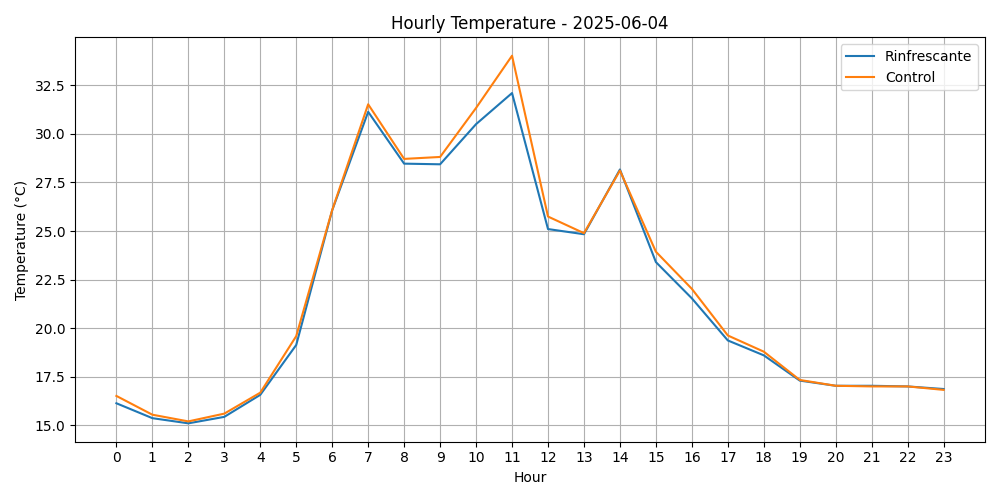 Hourly Temperature - 2025-06-04
Rinfrescante
Control
Temperature (°C)
32.5
30.0
27.5
25.0
22.5
20.0
17.5
15.0
0 1 2 3 4 5 6 7 8 9 10 11 12 13 14 15 16 17 18 19 20 21 22 23
Hour